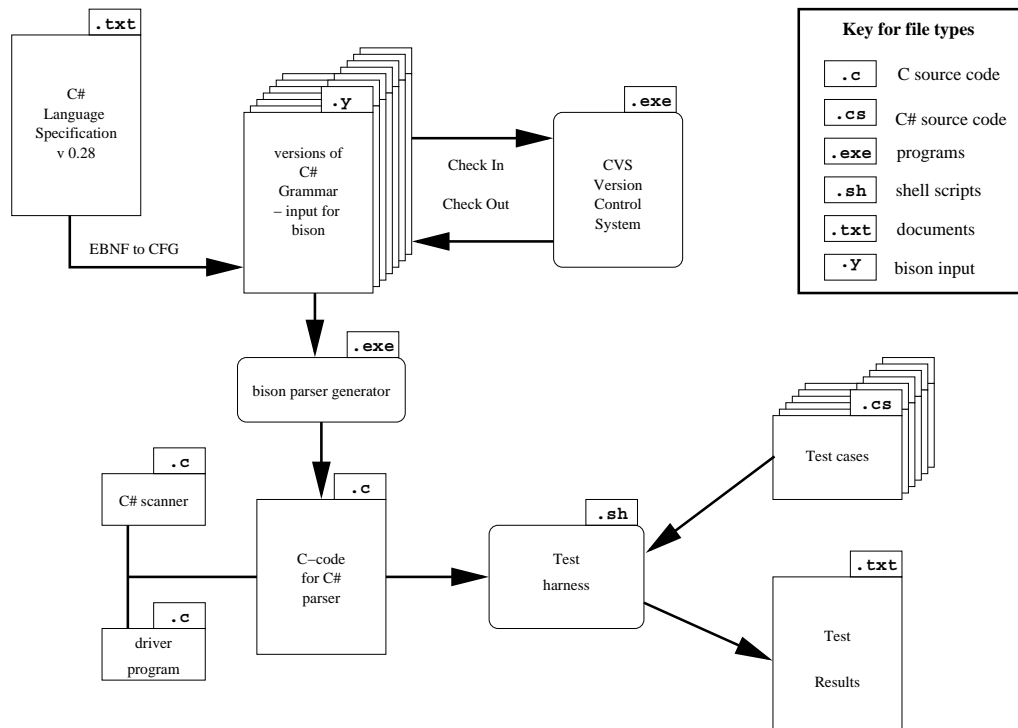 .txt
C#
Language
Specification
v 0.28
EBNF to CFG
.y
versions of
C#
Grammar
– input for
bison
Check In
Check Out
.exe
CVS
Version
Control
System
Key for file types
.c C source code
.cs C# source code
.exe programs
.sh shell scripts
.txt documents
.Y bison input
.exe
bison parser generator
.c
C# scanner
.c
driver
program
.c
C–code
for C#
parser
.sh
Test
harness
.cs
Test cases
.txt
Test
Results